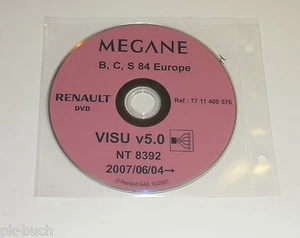 MEGANE
B, C, S 84 Europe
RENAULT
DVD
Ref : 77 11 400 576
VISU v5.0
NT 8392
2007/06/04→
© Renault SAS 10/2007
pk-buch